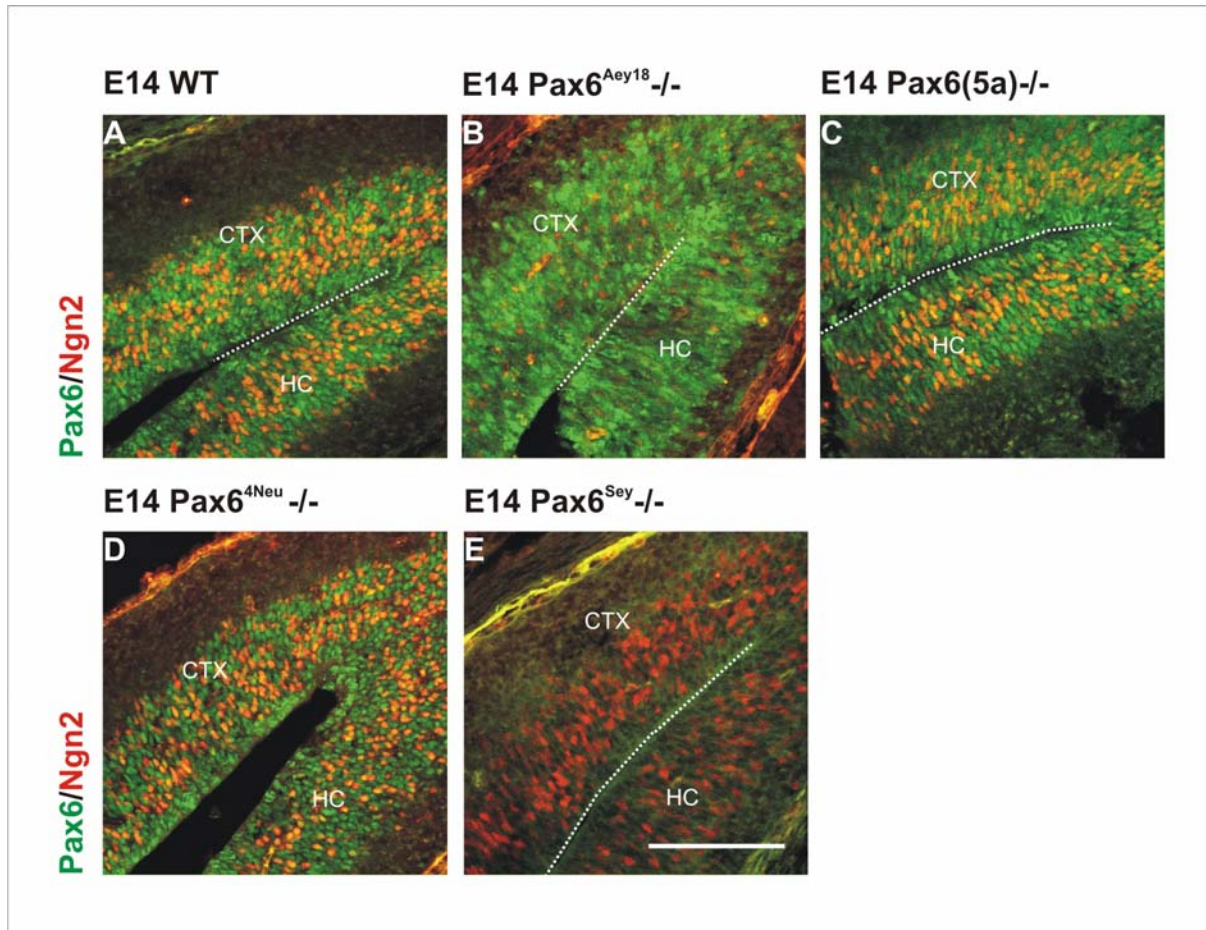 E14 WT
E14 Pax6Aey18-/-
E14 Pax6(5a)-/-
A
B
C
CTX
CTX
CTX
HC
HC
HC
Pax6/Ngn2
E14 Pax64Neu -/-
E14 Pax6Sey-/-
D
E
CTX
CTX
HC
HC
Pax6/Ngn2